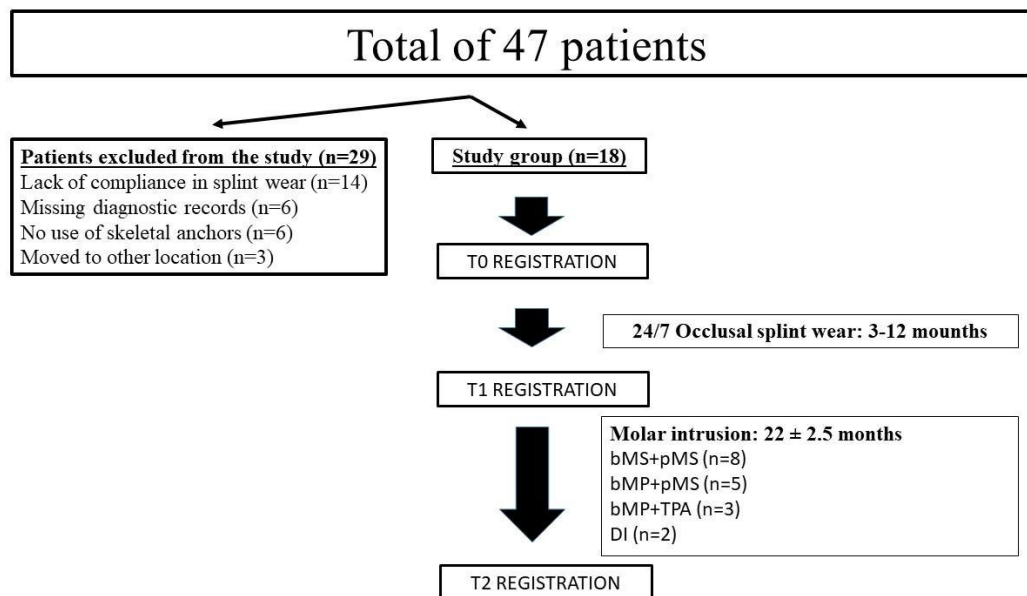 Total of 47 patients
Patients excluded from the study (n=29)
Lack of compliance in splint wear (n=14)
Missing diagnostic records (n=6)
No use of skeletal anchors (n=6)
Moved to other location (n=3)
Study group (n=18)
T0 REGISTRATION
24/7 Occlusal splint wear: 3-12 mounths
T1 REGISTRATION
Molar intrusion: 22 ± 2.5 months
bMS+pMS (n=8)
bMP+pMS (n=5)
bMP+TPA (n=3)
DI (n=2)
T2 REGISTRATION